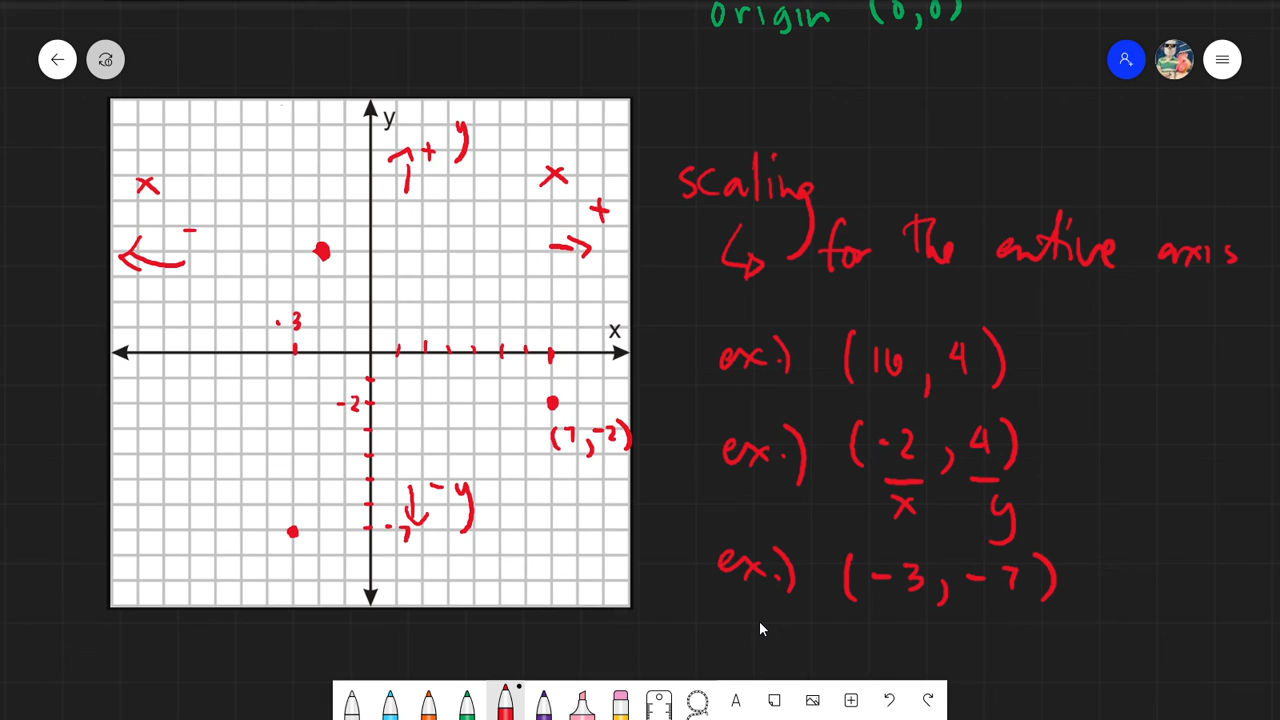 origin (0,0)
y
+ y
x
x
+
-
scaling
for the entire axis
x
-3
ex.) (10, 4)
-2
(7, -2)
ex.) (-2, 4)
x y
- y
-7
ex.) (-3, -7)
A